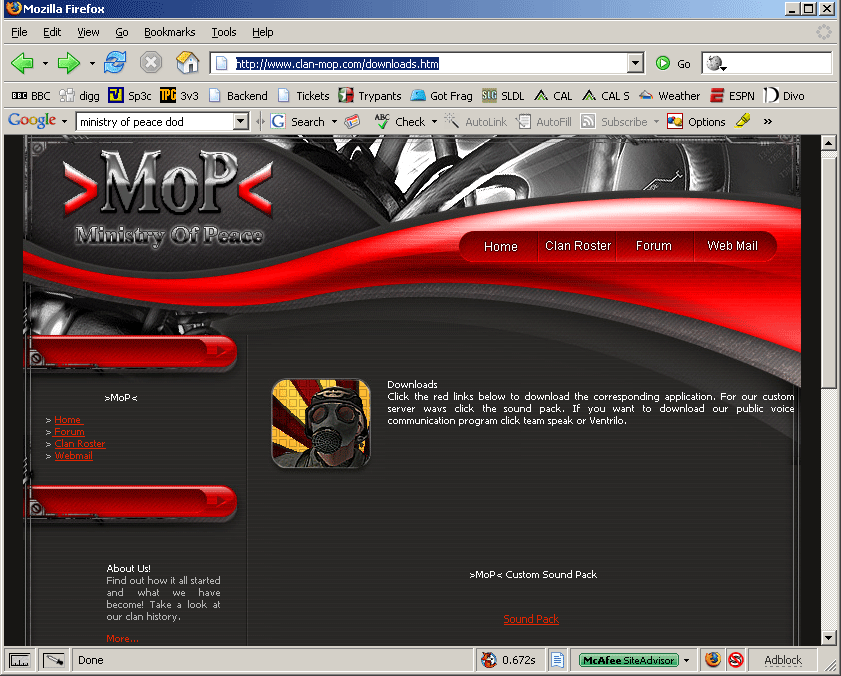 Mozilla Firefox
File Edit View Go Bookmarks Tools Help
http://www.clan-mop.com/downloads.htm Go
BBC BBC digg Sp3c TPG 3v3 Backend Tickets Trypants Got Frag SLDL CAL CAL S Weather ESPN Divo
Google ministry of peace dod G Search ABC Check AutoLink AutoFill Subscribe Options »
>MoP<
Ministry Of Peace
Home Clan Roster Forum Web Mail
>MoP<
> Home
> Forum
> Clan Roster
> Webmail
Downloads
Click the red links below to download the corresponding application. For our custom
server wavs click the sound pack. If you want to download our public voice
communication program click team speak or Ventrilo.
About Us!
Find out how it all started
and what we have
become! Take a look at
our clan history.
More...
>MoP< Custom Sound Pack
Sound Pack
Done 0.672s McAfee SiteAdvisor Adblock